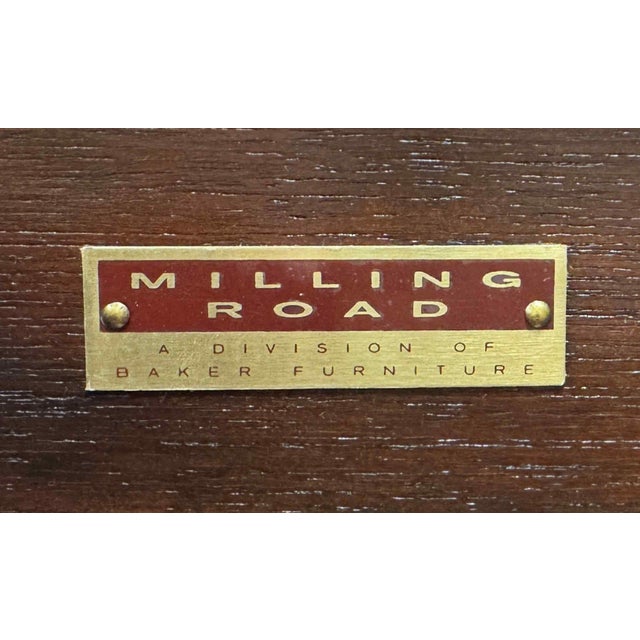 MILLING
ROAD
A DIVISION OF
BAKER FURNITURE